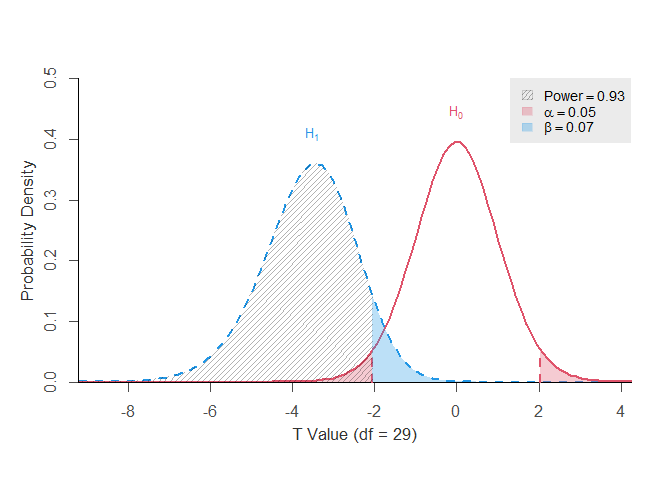 0.5
0.4
0.3
0.2
0.1
0.0
Probability Density
H1
H0
Power = 0.93
α = 0.05
β = 0.07
-8 -6 -4 -2 0 2 4
T Value (df = 29)